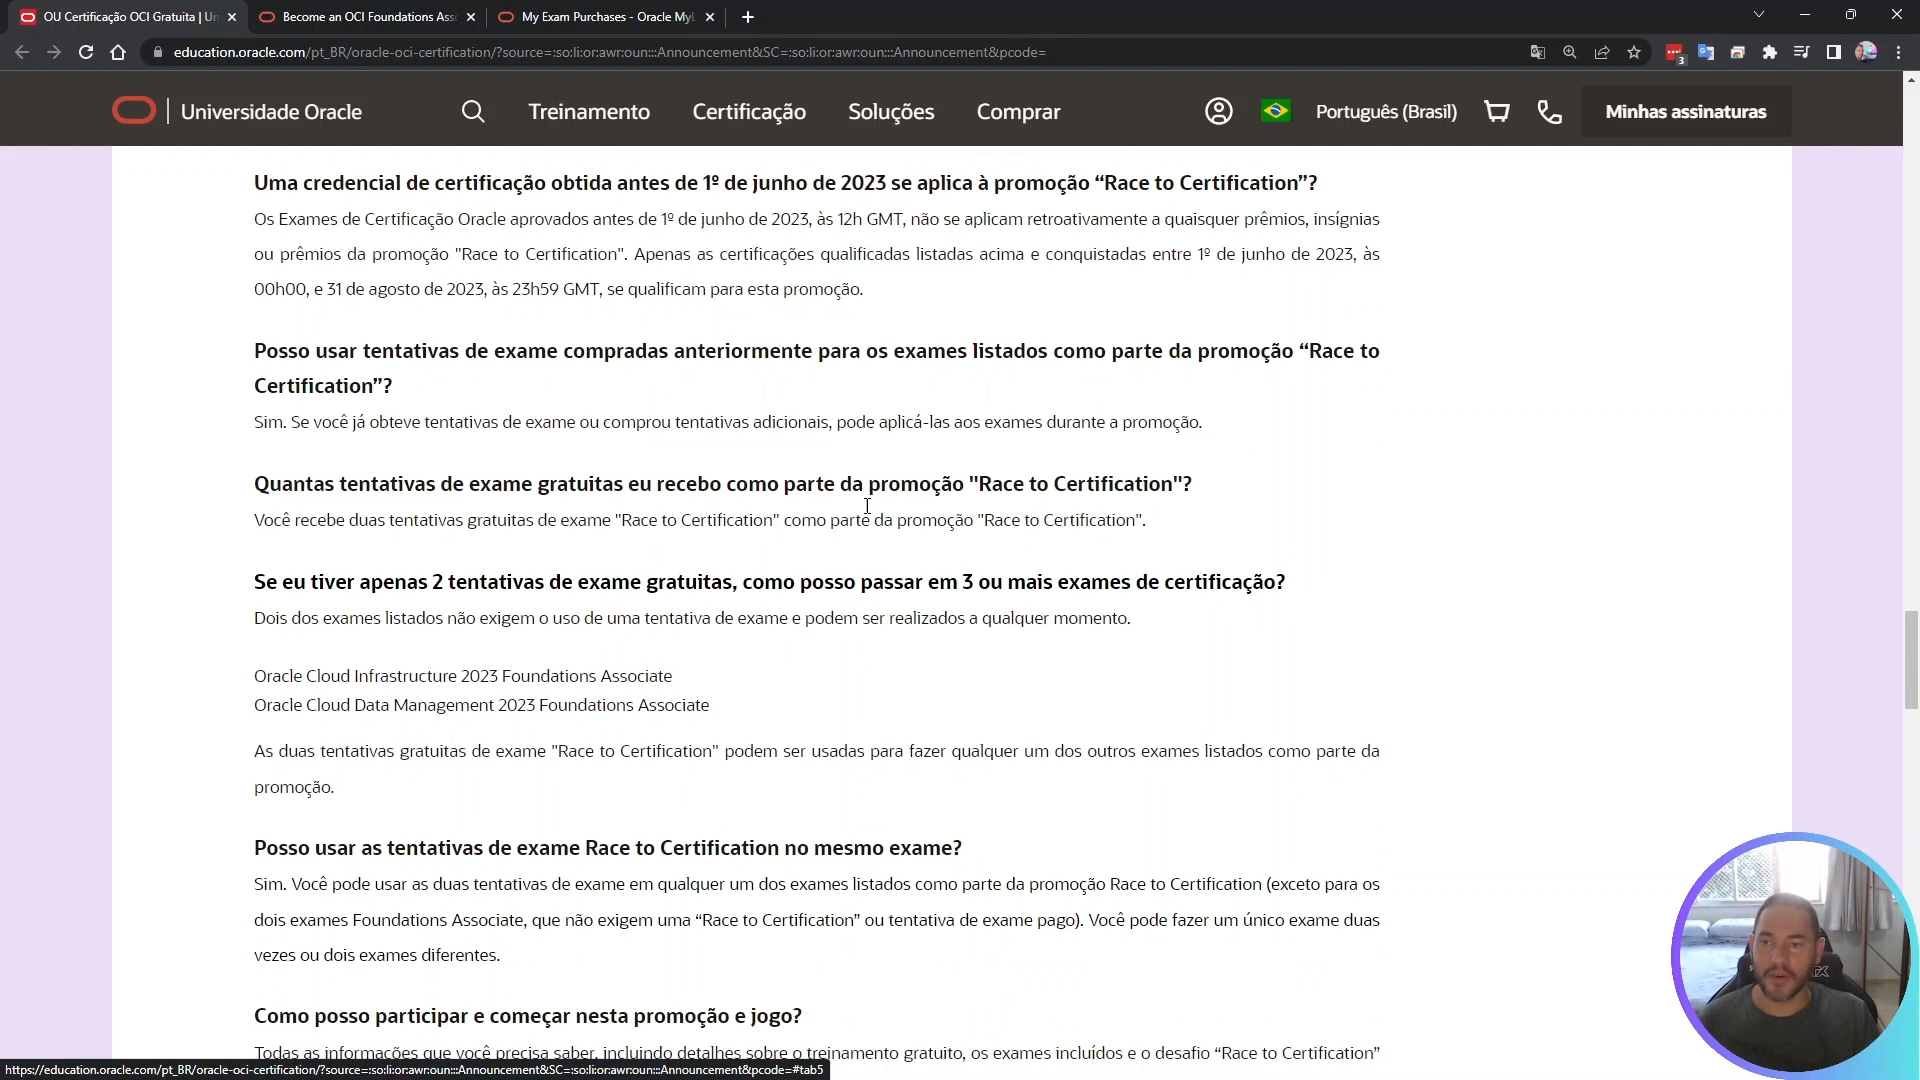 OU Certificação OCI Gratuita | Un
Become an OCI Foundations Asso
My Exam Purchases - Oracle MyL
education.oracle.com/pt_BR/oracle-oci-certification/?source=:so:li:or:awr:oun:::Announcement&SC=:so:li:or:awr:oun:::Announcement&pcode=
3
Universidade Oracle
Treinamento
Certificação
Soluções
Comprar
Português (Brasil)
Minhas assinaturas
Uma credencial de certificação obtida antes de 1º de junho de 2023 se aplica à promoção “Race to Certification”?
Os Exames de Certificação Oracle aprovados antes de 1º de junho de 2023, às 12h GMT, não se aplicam retroativamente a quaisquer prêmios, insígnias
ou prêmios da promoção "Race to Certification". Apenas as certificações qualificadas listadas acima e conquistadas entre 1º de junho de 2023, às
00h00, e 31 de agosto de 2023, às 23h59 GMT, se qualificam para esta promoção.
Posso usar tentativas de exame compradas anteriormente para os exames listados como parte da promoção “Race to
Certification”?
Sim. Se você já obteve tentativas de exame ou comprou tentativas adicionais, pode aplicá-las aos exames durante a promoção.
Quantas tentativas de exame gratuitas eu recebo como parte da promoção "Race to Certification"?
Você recebe duas tentativas gratuitas de exame "Race to Certification" como parte da promoção "Race to Certification".
Se eu tiver apenas 2 tentativas de exame gratuitas, como posso passar em 3 ou mais exames de certificação?
Dois dos exames listados não exigem o uso de uma tentativa de exame e podem ser realizados a qualquer momento.
Oracle Cloud Infrastructure 2023 Foundations Associate
Oracle Cloud Data Management 2023 Foundations Associate
As duas tentativas gratuitas de exame "Race to Certification" podem ser usadas para fazer qualquer um dos outros exames listados como parte da
promoção.
Posso usar as tentativas de exame Race to Certification no mesmo exame?
Sim. Você pode usar as duas tentativas de exame em qualquer um dos exames listados como parte da promoção Race to Certification (exceto para os
dois exames Foundations Associate, que não exigem uma “Race to Certification” ou tentativa de exame pago). Você pode fazer um único exame duas
vezes ou dois exames diferentes.
Como posso participar e começar nesta promoção e jogo?
Todas as informações que você precisa saber, incluindo detalhes sobre o treinamento gratuito, os exames incluídos e o desafio “Race to Certification”
https://education.oracle.com/pt_BR/oracle-oci-certification/?source=:so:li:or:awr:oun:::Announcement&SC=:so:li:or:awr:oun:::Announcement&pcode=#tab5